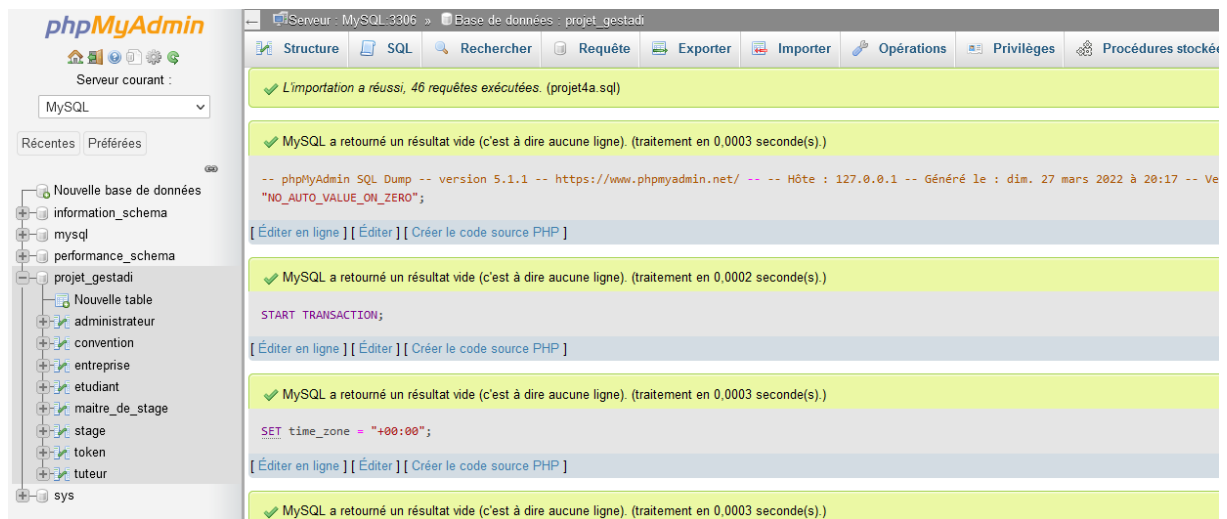 phpMyAdmin
Serveur courant :
MySQL
Récentes Préférées
Nouvelle base de données
information_schema
mysql
performance_schema
projet_gestadi
Nouvelle table
administrateur
convention
entreprise
etudiant
maitre_de_stage
stage
token
tuteur
sys
Serveur : MySQL:3306 » Base de données : projet_gestadi
Structure SQL Rechercher Requête Exporter Importer Opérations Privilèges Procédures stockée
L'importation a réussi, 46 requêtes exécutées. (projet4a.sql)
MySQL a retourné un résultat vide (c'est à dire aucune ligne). (traitement en 0,0003 seconde(s).)
-- phpMyAdmin SQL Dump -- version 5.1.1 -- https://www.phpmyadmin.net/ -- -- Hôte : 127.0.0.1 -- Généré le : dim. 27 mars 2022 à 20:17 -- Ve
"NO_AUTO_VALUE_ON_ZERO";
[ Éditer en ligne ] [ Éditer ] [ Créer le code source PHP ]
MySQL a retourné un résultat vide (c'est à dire aucune ligne). (traitement en 0,0002 seconde(s).)
START TRANSACTION;
[ Éditer en ligne ] [ Éditer ] [ Créer le code source PHP ]
MySQL a retourné un résultat vide (c'est à dire aucune ligne). (traitement en 0,0003 seconde(s).)
SET time_zone = "+00:00";
[ Éditer en ligne ] [ Éditer ] [ Créer le code source PHP ]
MySQL a retourné un résultat vide (c'est à dire aucune ligne). (traitement en 0,0003 seconde(s).)